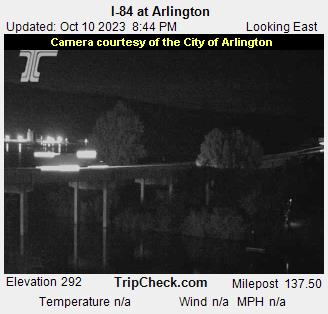 I-84 at Arlington
Updated: Oct 10 2023 8:44 PM Looking East
Camera courtesy of the City of Arlington
Elevation 292 TripCheck.com Milepost 137.50
Temperature n/a Wind n/a MPH n/a